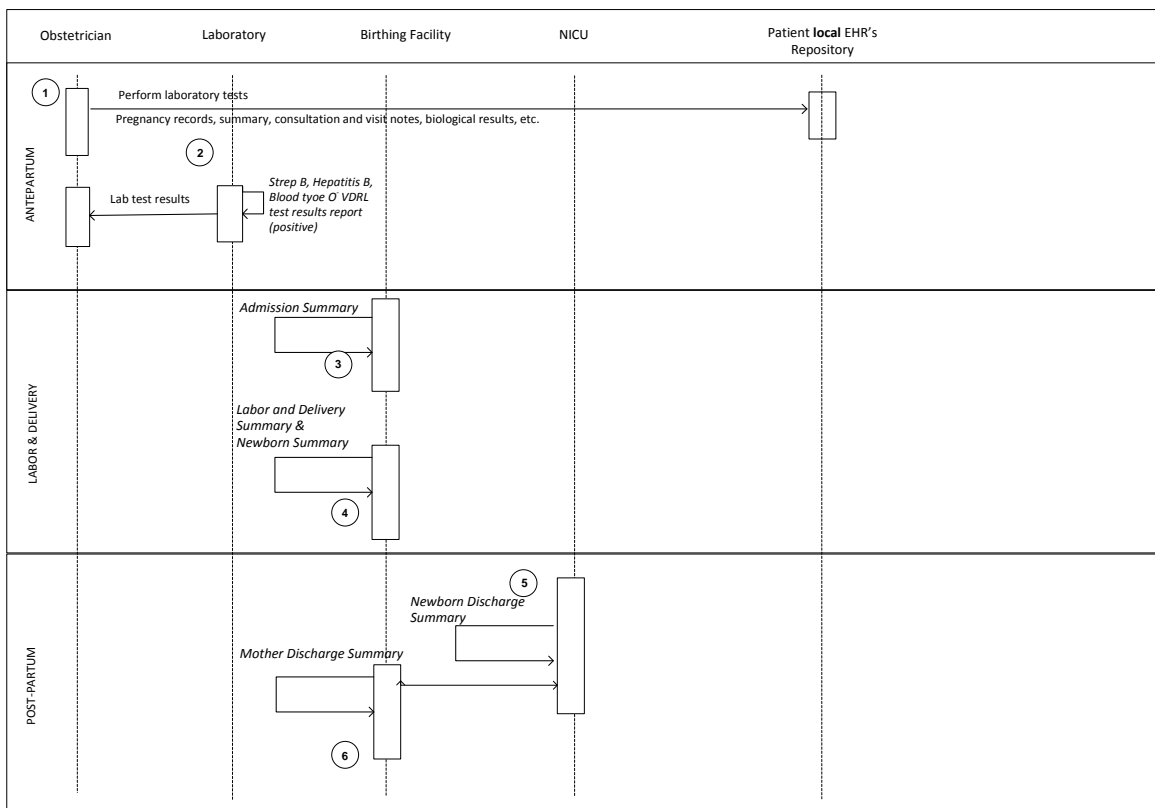 Obstetrician
Laboratory
Birthing Facility
NICU
Patient local EHR's
Repository
ANTEPARTUM
1
Perform laboratory tests
Pregnancy records, summary, consultation and visit notes, biological results, etc.
2
Strep B, Hepatitis B,
Blood tyoe O- VDRL
test results report
(positive)
Lab test results
LABOR & DELIVERY
Admission Summary
3
Labor and Delivery
Summary &
Newborn Summary
4
POST-PARTUM
5
Newborn Discharge
Summary
Mother Discharge Summary
6